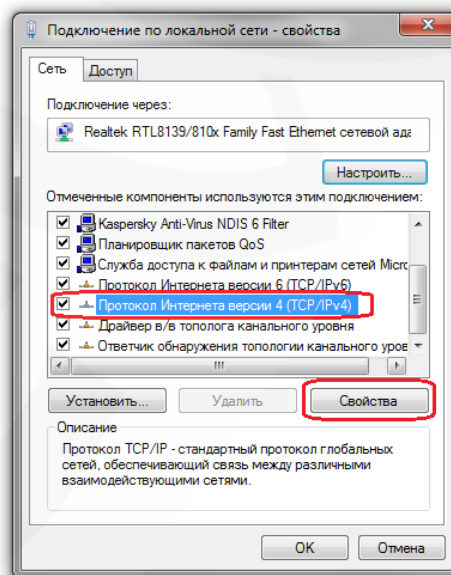 Подключение по локальной сети - свойства
Сеть Доступ
Подключение через:
Realtek RTL8139/810x Family Fast Ethernet сетевой ада
Настроить...
Отмеченные компоненты используются этим подключением:
Kaspersky Anti-Virus NDIS 6 Filter
Планировщик пакетов QoS
Служба доступа к файлам и принтерам сетей Micro
Протокол Интернета версии 6 (TCP/IPv6)
Протокол Интернета версии 4 (TCP/IPv4)
Драйвер в/в тополога канального уровня
Ответчик обнаружения топологии канального уров
Установить... Удалить Свойства
Описание
Протокол TCP/IP - стандартный протокол глобальных
сетей, обеспечивающий связь между различными
взаимодействующими сетями.
OK Отмена